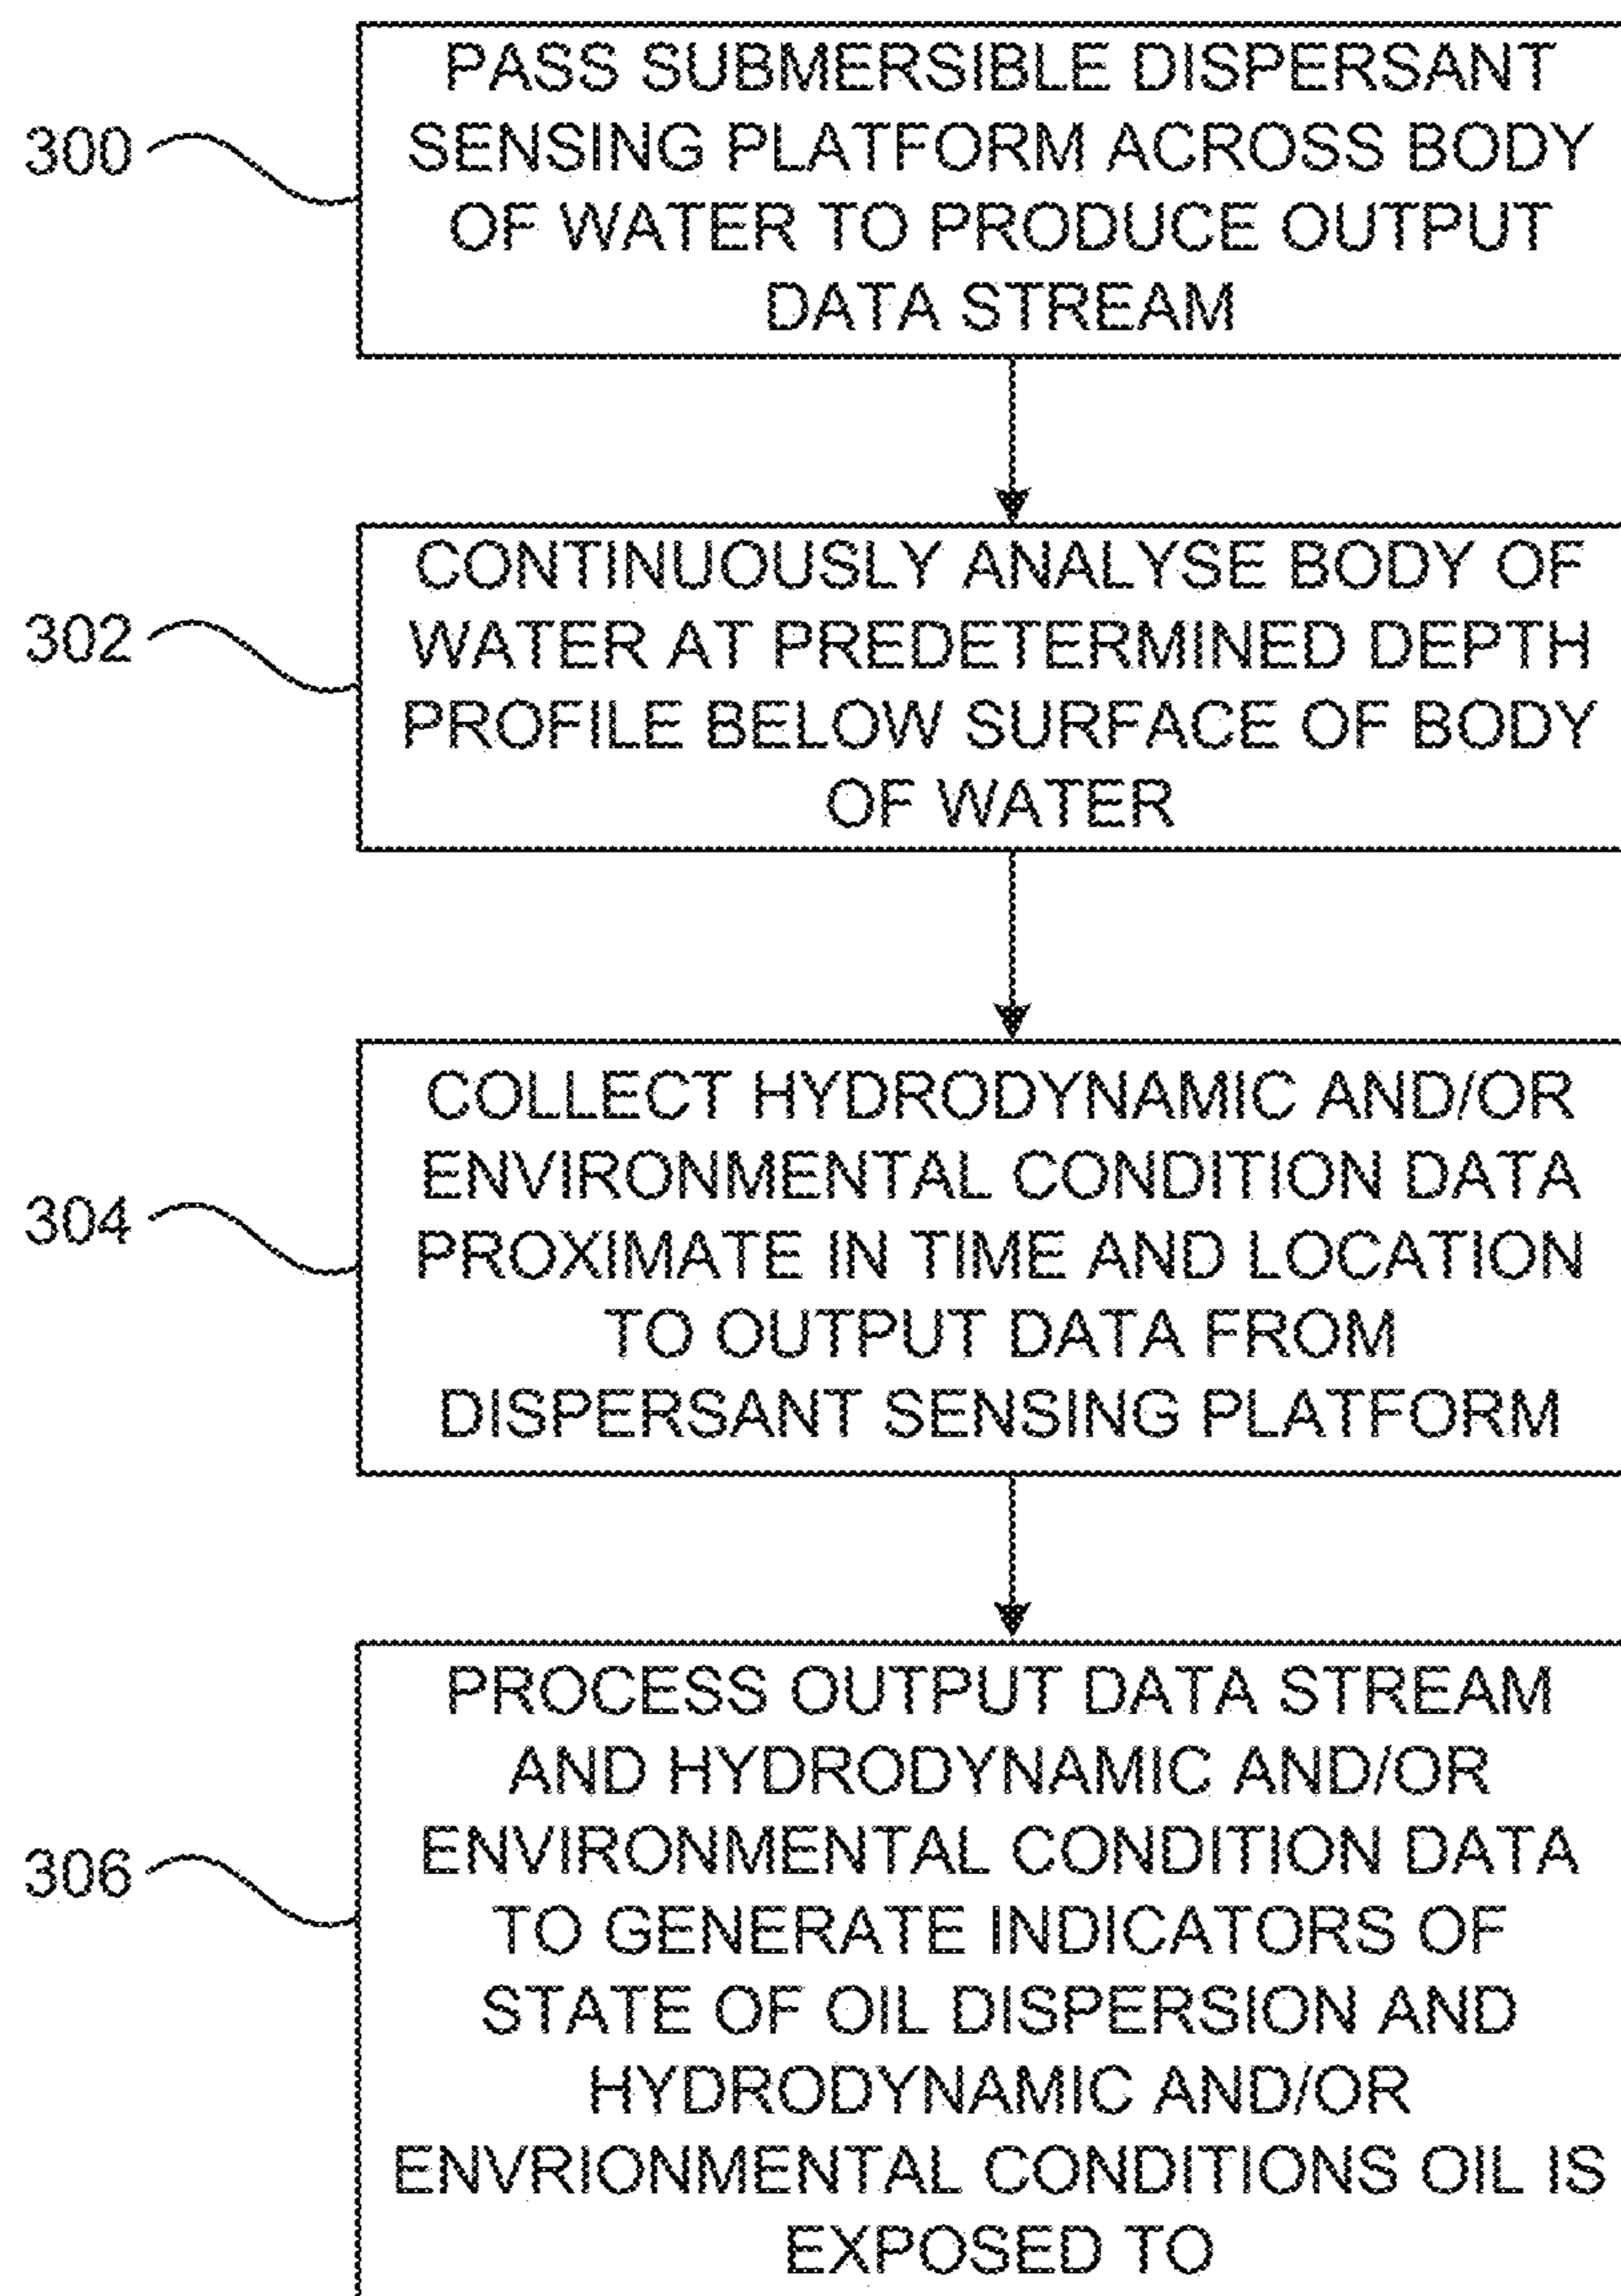 PASS SUBMERSIBLE DISPERSANT
300
SENSING PLATFORM ACROSS BODY
OF WATER TO PRODUCE OUTPUT
DATA STREAM
CONTINUOUSLY ANALYSE BODY OF
302
WATER AT PREDETERMINED DEPTH
PROFILE BELOW SURFACE OF BODY
OF WATER
COLLECT HYDRODYNAMIC AND/OR
ENVIRONMENTAL CONDITION DATA
304
PROXIMATE IN TIME AND LOCATION
TO OUTPUT DATA FROM
DISPERSANT SENSING PLATFORM
PROCESS OUTPUT DATA STREAM
AND HYDRODYNAMIC AND/OR
ENVIRONMENTAL CONDITION DATA
306
TO GENERATE INDICATORS OF
STATE OF OIL DISPERSION AND
HYDRODYNAMIC AND/OR
ENVRIONMENTAL CONDITIONS OIL IS
EXPOSED TO